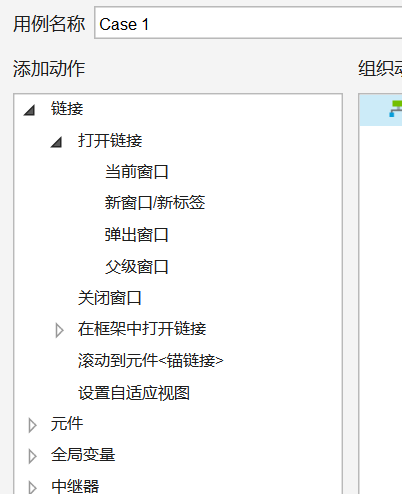 用例名称 Case 1
添加动作 组织动
链接
打开链接
当前窗口
新窗口/新标签
弹出窗口
父级窗口
关闭窗口
在框架中打开链接
滚动到元件<锚链接>
设置自适应视图
元件
全局变量
中继器